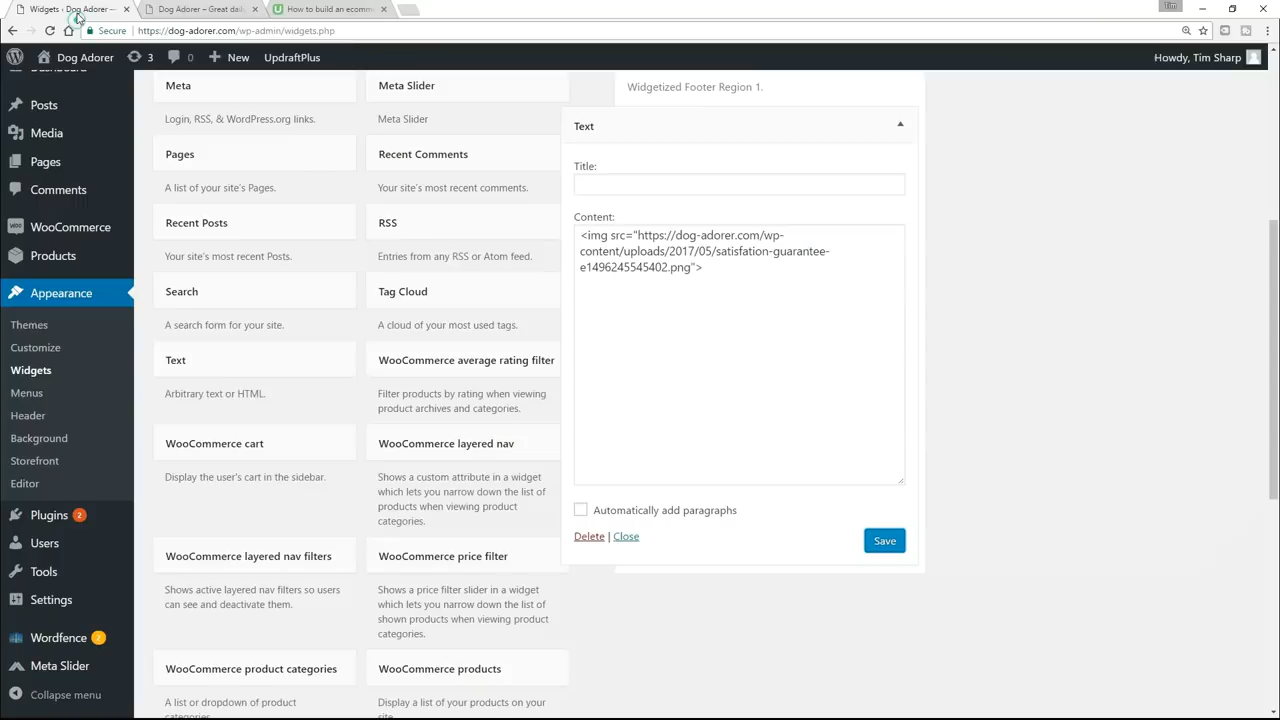 Widgets ‹ Dog Adorer —
Dog Adorer – Great daily
How to build an ecomme
Tim
Secure
https://dog-adorer.com/wp-admin/widgets.php
Dog Adorer
3
0
New
UpdraftPlus
Howdy, Tim Sharp
Posts
Media
Pages
Comments
WooCommerce
Products
Appearance
Themes
Customize
Widgets
Menus
Header
Background
Storefront
Editor
Plugins 2
Users
Tools
Settings
Wordfence 2
Meta Slider
Collapse menu
Meta
Login, RSS, & WordPress.org links.
Pages
A list of your site's Pages.
Recent Posts
Your site's most recent Posts.
Search
A search form for your site.
Text
Arbitrary text or HTML.
WooCommerce cart
Display the user's cart in the sidebar.
WooCommerce layered nav filters
Shows active layered nav filters so
users can see and deactivate them.
WooCommerce product categories
A list or dropdown of product
categories.
Meta Slider
Meta Slider
Recent Comments
Your site's most recent comments.
RSS
Entries from any RSS or Atom feed.
Tag Cloud
A cloud of your most used tags.
WooCommerce average rating filter
Filter products by rating when viewing
product archives and categories.
WooCommerce layered nav
Shows a custom attribute in a widget
which lets you narrow down the list of
products when viewing product
categories.
WooCommerce price filter
Shows a price filter slider in a widget
which lets you narrow down the list of
shown products when viewing product
categories.
WooCommerce products
Display a list of your products on your
site.
Widgetized Footer Region 1.
Text
Title:
Content:
<img src="https://dog-adorer.com/wp-
content/uploads/2017/05/satisfation-guarantee-
e1496245545402.png">
Automatically add paragraphs
Delete | Close
Save